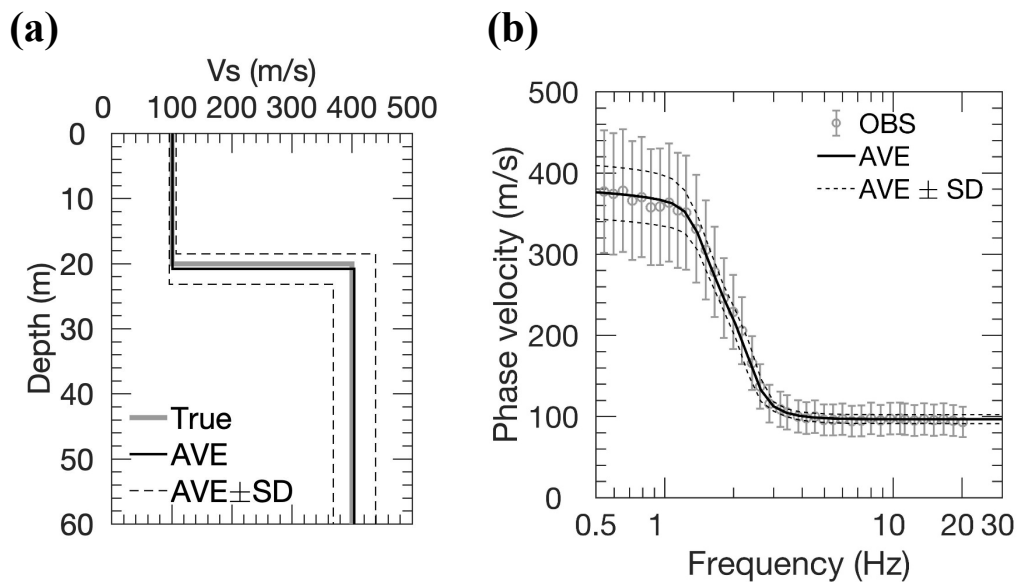 (a)
Vs (m/s)
0 100 200 300 400 500
0
10
20
30
40
50
60
Depth (m)
True
AVE
AVE±SD
(b)
500
400
300
200
100
0
Phase velocity (m/s)
OBS
AVE
AVE ± SD
0.5 1 10 20 30
Frequency (Hz)